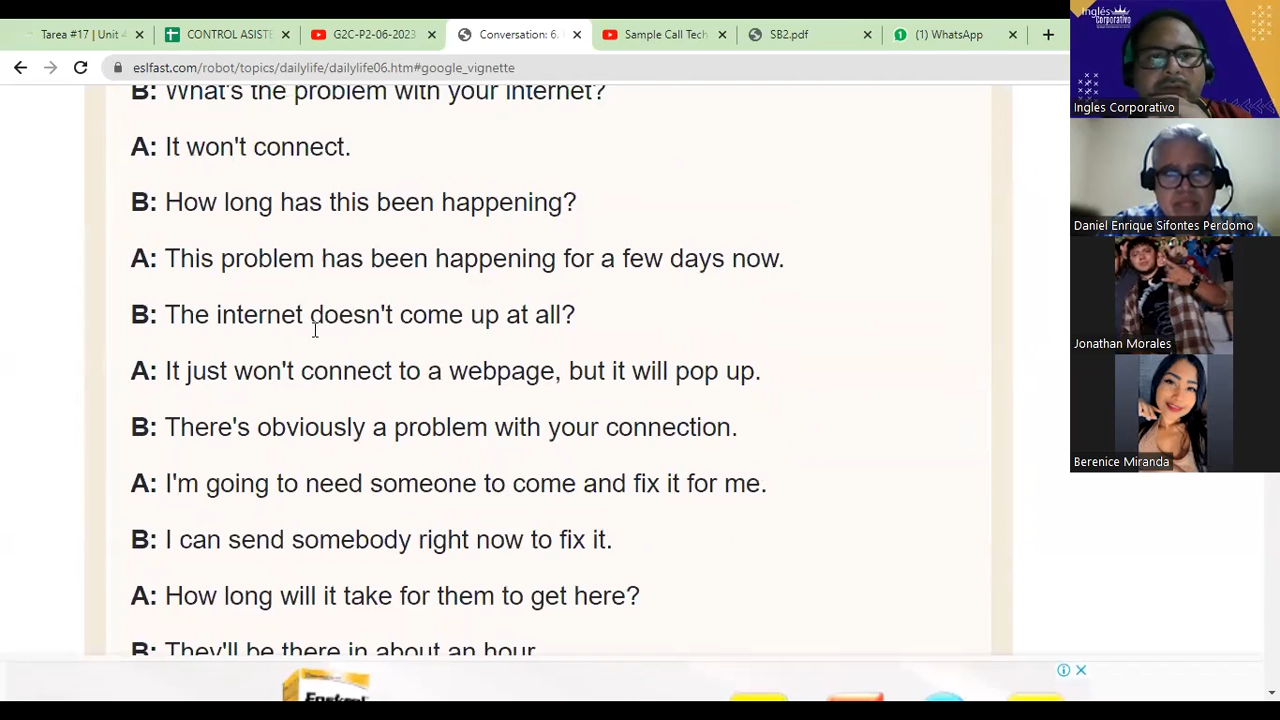 Tarea #17 | Unit
CONTROL ASIST
G2C-P2-06-2023
Conversation: 6.
Sample Call Tech
SB2.pdf
1
(1) WhatsApp
eslfast.com/robot/topics/dailylife/dailylife06.htm#google_vignette
B: What's the problem with your internet?
A: It won't connect.
B: How long has this been happening?
A: This problem has been happening for a few days now.
B: The internet doesn't come up at all?
A: It just won't connect to a webpage, but it will pop up.
B: There's obviously a problem with your connection.
A: I'm going to need someone to come and fix it for me.
B: I can send somebody right now to fix it.
A: How long will it take for them to get here?
B: They'll be there in about an hour.
Inglés
Corporativo
Ingles Corporativo
Daniel Enrique Sifontes Perdomo
Jonathan Morales
Berenice Miranda